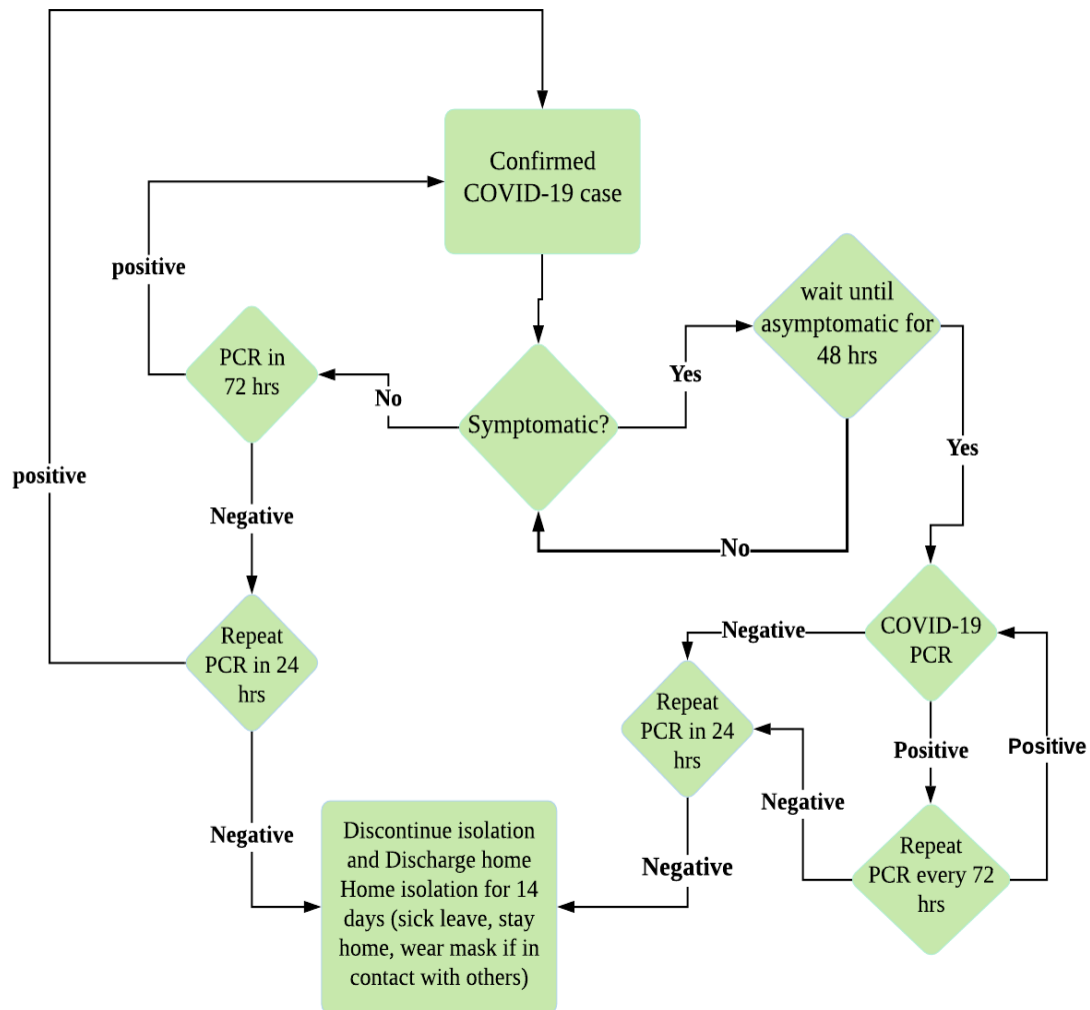 Confirmed
COVID-19 case
positive
wait until
asymptomatic for
48 hrs
PCR in
72 hrs
Yes
No
Symptomatic?
Yes
positive
Negative
No
COVID-19
PCR
Negative
Repeat
PCR in 24
hrs
Repeat
PCR in 24
hrs
Positive
Positive
Negative
Negative
Discontinue isolation
and Discharge home
Home isolation for 14
days (sick leave, stay
home, wear mask if in
contact with others)
Negative
Repeat
PCR every 72
hrs